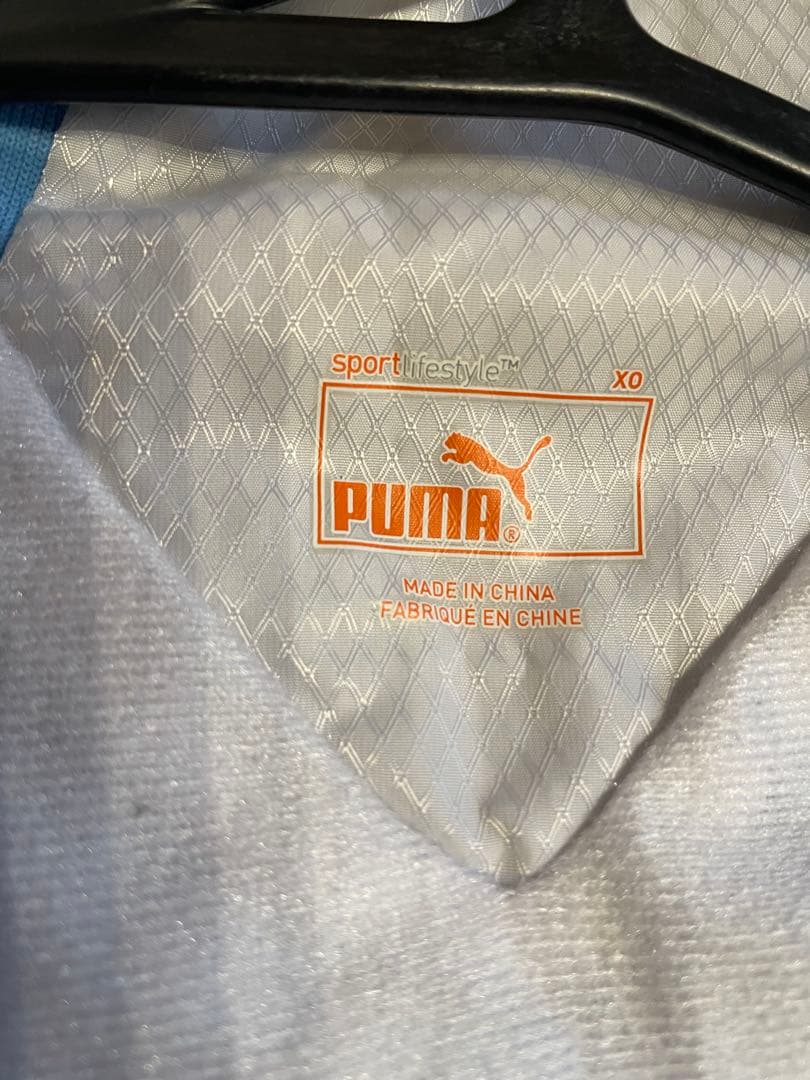 sportlifestyle™
XO
PUMA®
MADE IN CHINA
FABRIQUÉ EN CHINE